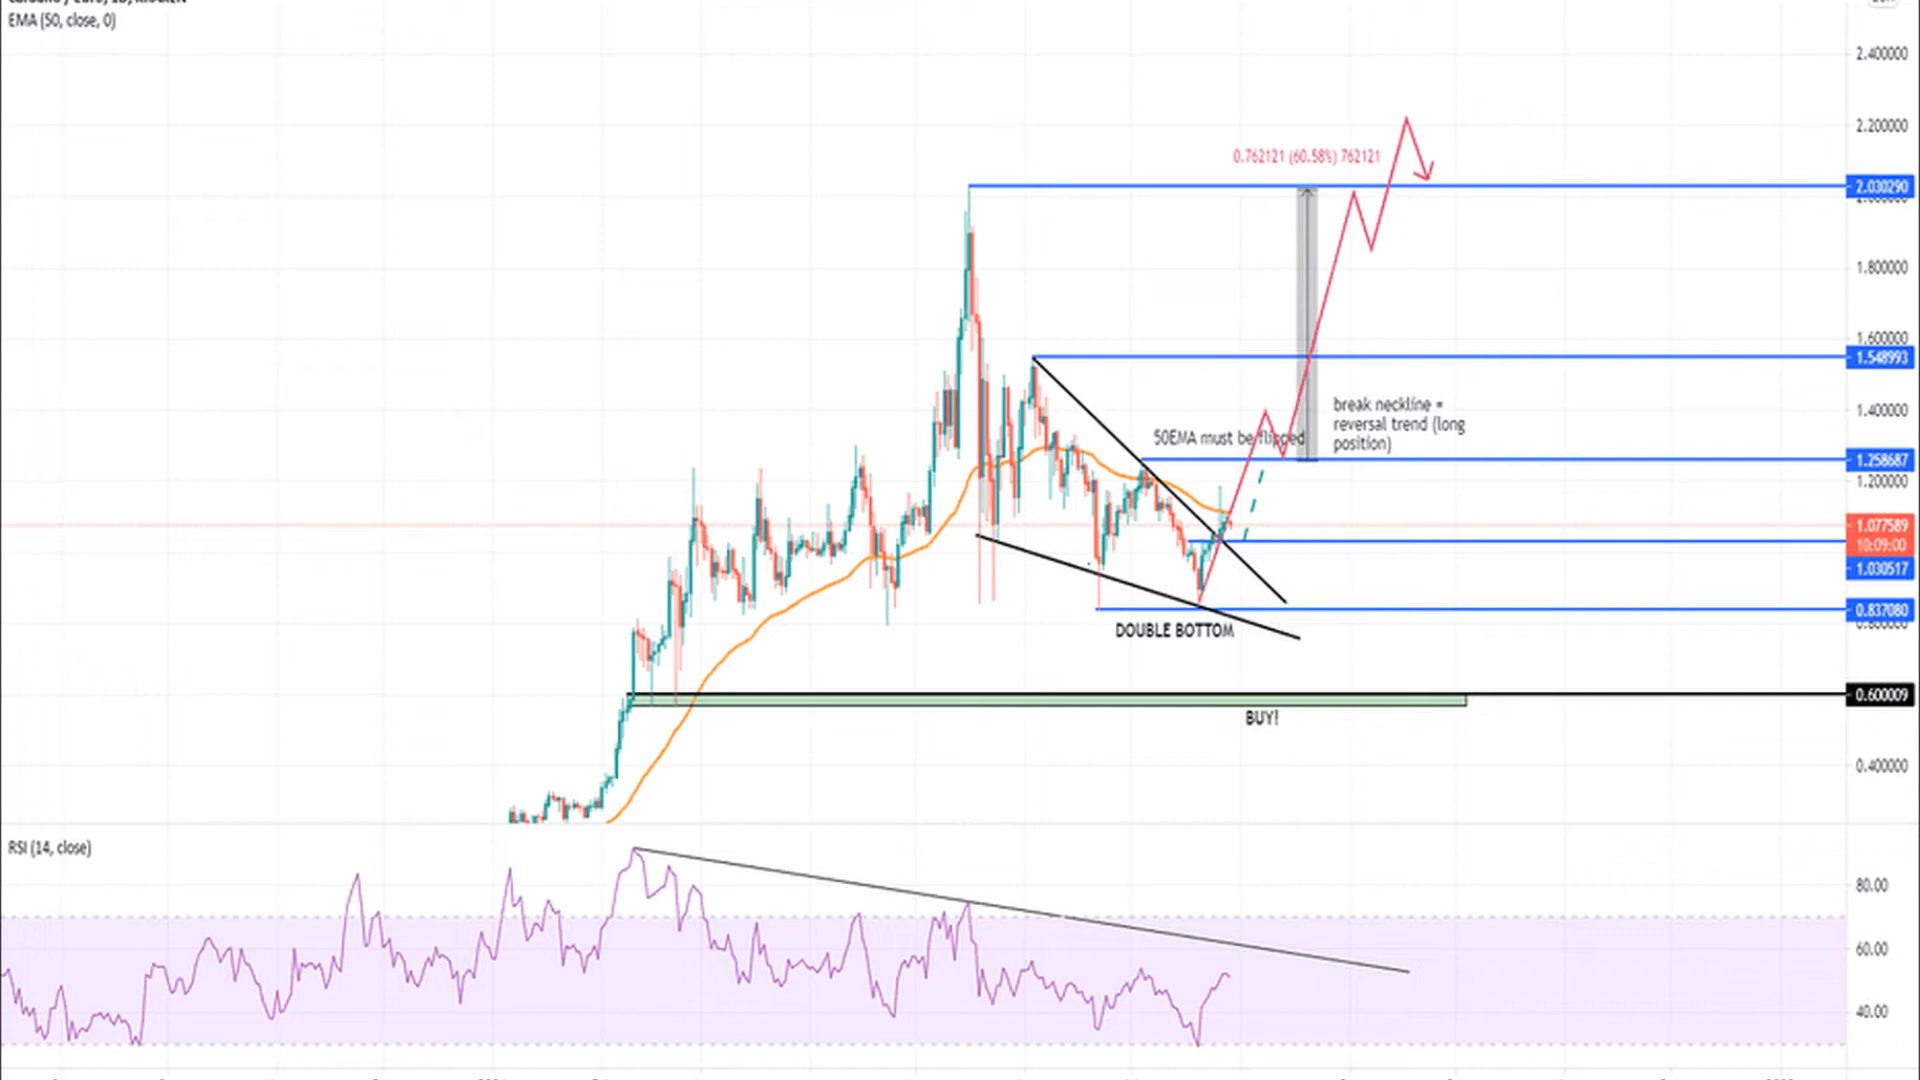 EMA (50, close, 0)
2.400000
2.200000
0.762121 (60.58%) 762121
2.030290
1.800000
1.600000
1.548993
break neckline =
reversal trend (long
position)
1.400000
50EMA must be flipped
1.258687
1.200000
1.077589
10:09:00
1.030517
0.837080
DOUBLE BOTTOM
0.600009
BUY!
0.400000
RSI (14, close)
80.00
60.00
40.00